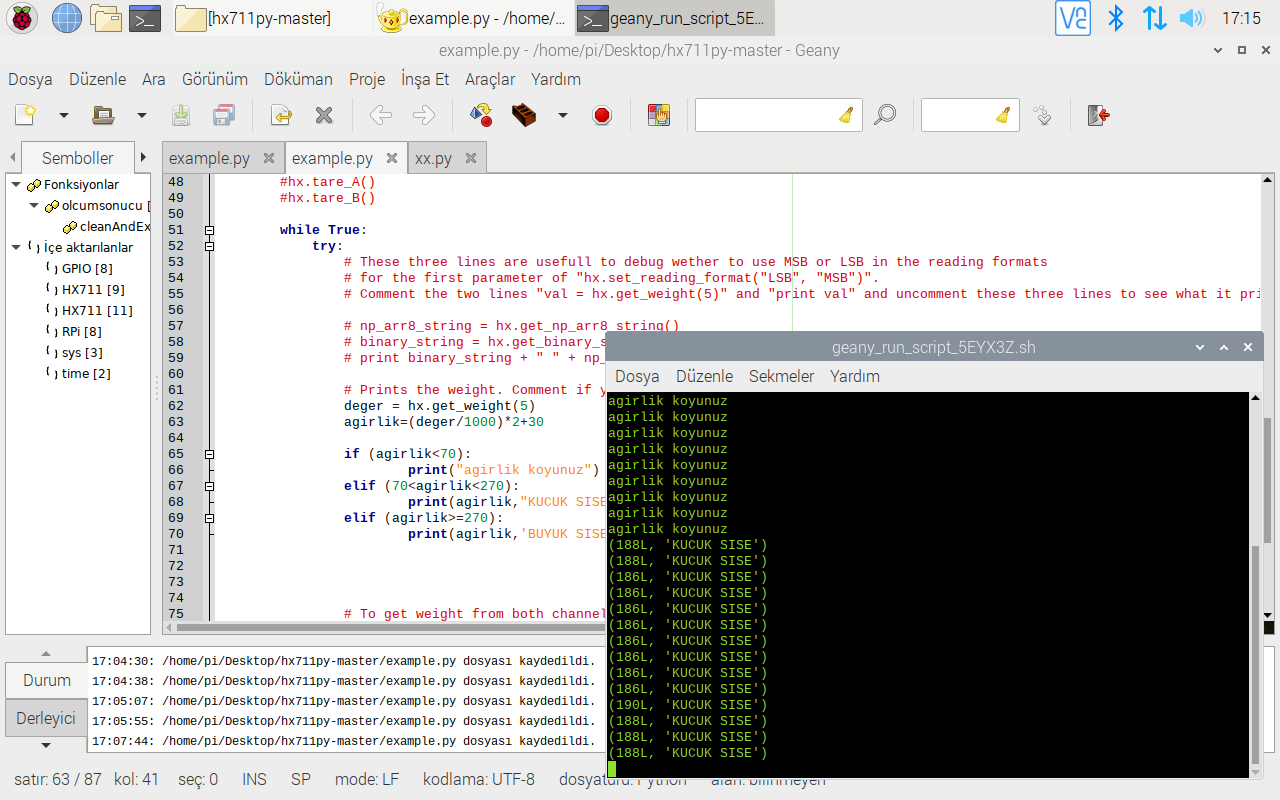 [hx711py-master]
example.py - /home/...
geany_run_script_5E...
17:15
example.py - /home/pi/Desktop/hx711py-master - Geany
Dosya Düzenle Ara Görünüm Döküman Proje İnşa Et Araçlar Yardım
Semboller
example.py
example.py
xx.py
Fonksiyonlar
olcumsonucu [
cleanAndEx
İçe aktarılanlar
GPIO [8]
HX711 [9]
HX711 [11]
RPi [8]
sys [3]
time [2]
48 #hx.tare_A()
49 #hx.tare_B()
50
51 while True:
52 try:
53 # These three lines are usefull to debug wether to use MSB or LSB in the reading formats
54 # for the first parameter of "hx.set_reading_format("LSB", "MSB")".
55 # Comment the two lines "val = hx.get_weight(5)" and "print val" and uncomment these three lines to see what it pri
56
57 # np_arr8_string = hx.get_np_arr8_string()
58 # binary_string = hx.get_binary_s
59 # print binary_string + " " + np_
60
61 # Prints the weight. Comment if y
62 deger = hx.get_weight(5)
63 agirlik=(deger/1000)*2+30
64
65 if (agirlik<70):
66 print("agirlik koyunuz")
67 elif (70<agirlik<270):
68 print(agirlik,"KUCUK SISE
69 elif (agirlik>=270):
70 print(agirlik,'BUYUK SISE
71
72
73
74
75 # To get weight from both channel
geany_run_script_5EYX3Z.sh
Dosya Düzenle Sekmeler Yardım
agirlik koyunuz
agirlik koyunuz
agirlik koyunuz
agirlik koyunuz
agirlik koyunuz
agirlik koyunuz
agirlik koyunuz
agirlik koyunuz
agirlik koyunuz
(188L, 'KUCUK SISE')
(188L, 'KUCUK SISE')
(186L, 'KUCUK SISE')
(186L, 'KUCUK SISE')
(186L, 'KUCUK SISE')
(186L, 'KUCUK SISE')
(186L, 'KUCUK SISE')
(186L, 'KUCUK SISE')
(186L, 'KUCUK SISE')
(186L, 'KUCUK SISE')
(190L, 'KUCUK SISE')
(188L, 'KUCUK SISE')
(188L, 'KUCUK SISE')
(188L, 'KUCUK SISE')
Durum
Derleyici
17:04:30: /home/pi/Desktop/hx711py-master/example.py dosyası kaydedildi.
17:04:38: /home/pi/Desktop/hx711py-master/example.py dosyası kaydedildi.
17:05:07: /home/pi/Desktop/hx711py-master/example.py dosyası kaydedildi.
17:05:55: /home/pi/Desktop/hx711py-master/example.py dosyası kaydedildi.
17:07:44: /home/pi/Desktop/hx711py-master/example.py dosyası kaydedildi.
satır: 63 / 87 kol: 41 seç: 0 INS SP mode: LF kodlama: UTF-8 dosyatürü: Python alan: bilinmeyen